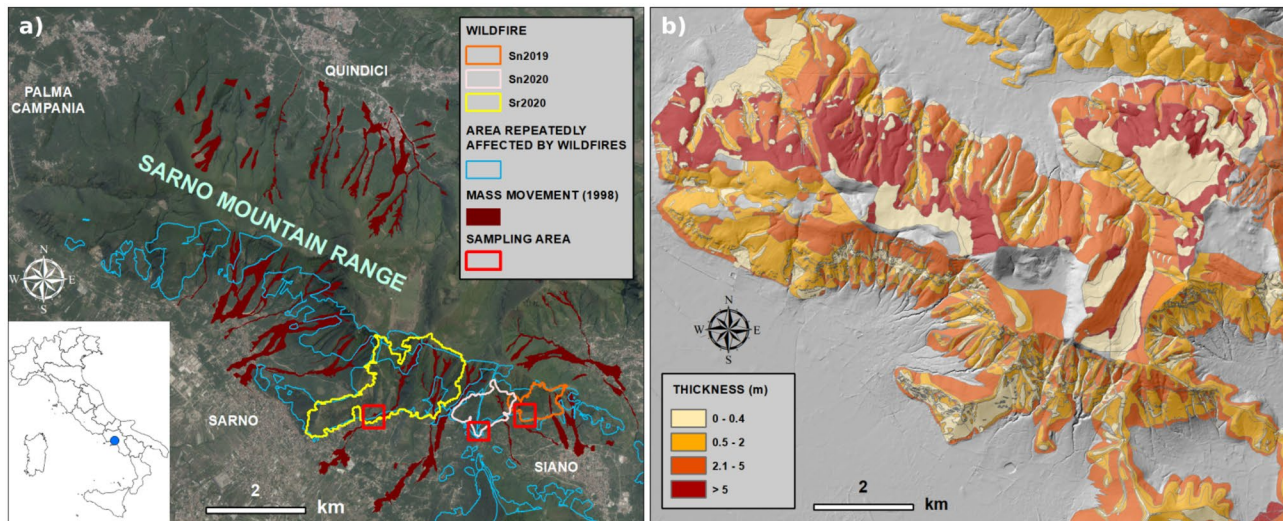 a)
WILDFIRE
Sn2019
Sn2020
Sr2020
AREA REPEATEDLY
AFFECTED BY WILDFIRES
MASS MOVEMENT (1998)
SAMPLING AREA
QUINDICI
PALMA
CAMPANIA
SARNO MOUNTAIN RANGE
N
W E
S
SARNO
SIANO
2
km
b)
N
W E
S
THICKNESS (m)
0 - 0.4
0.5 - 2
2.1 - 5
> 5
2
km